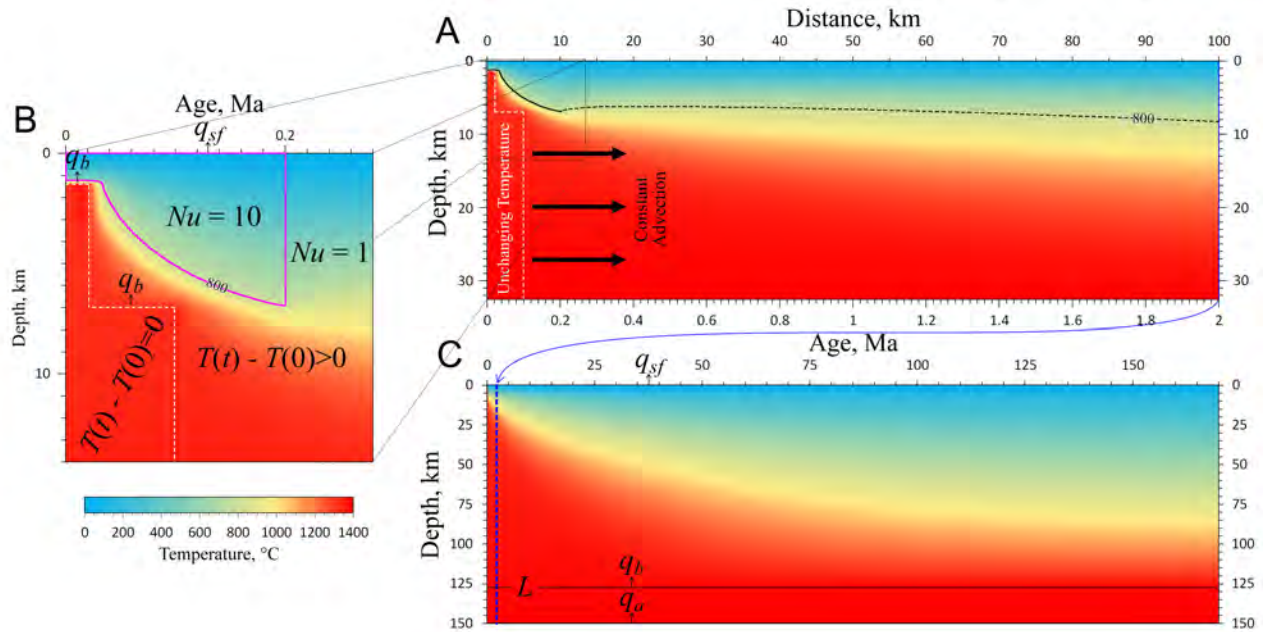 A
Distance, km
0 10 20 30 40 50 60 70 80 90 100
0
10
20
30
Depth, km
0
10
20
30
Unchanging Temperature
Constant
Advection
800
0 0.2 0.4 0.6 0.8 1 1.2 1.4 1.6 1.8 2
Age, Ma
B
Age, Ma
0 q_sf 0.2
0
10
Depth, km
q_b
Nu = 10
Nu = 1
800
q_b
T(t) - T(0)=0
T(t) - T(0)>0
0 200 400 600 800 1000 1200 1400
Temperature, °C
C
0 25 q_sf 50 75 100 125 150
0
25
50
75
100
125
150
Depth, km
0
25
50
75
100
125
150
L
q_b
q_a